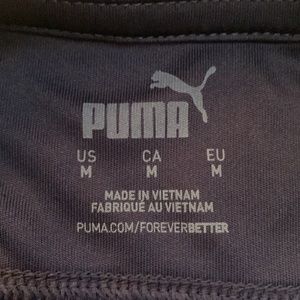 PUMA
US CA EU
M M M
MADE IN VIETNAM
FABRIQUÉ AU VIETNAM
PUMA.COM/FOREVERBETTER